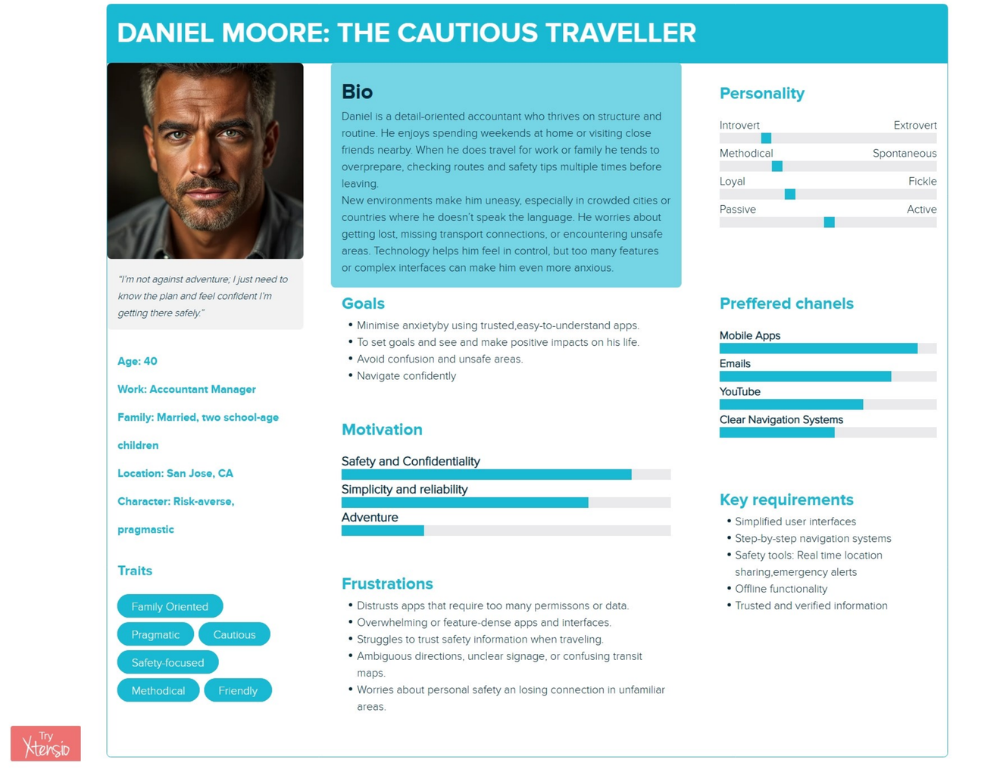 DANIEL MOORE: THE CAUTIOUS TRAVELLER
“I’m not against adventure; I just need to
know the plan and feel confident I’m
getting there safely.”
Age: 40
Work: Accountant Manager
Family: Married, two school-age
children
Location: San Jose, CA
Character: Risk-averse,
pragmastic
Traits
Family Oriented
Pragmatic
Cautious
Safety-focused
Methodical
Friendly
Bio
Daniel is a detail-oriented accountant who thrives on structure and
routine. He enjoys spending weekends at home or visiting close
friends nearby. When he does travel for work or family he tends to
overprepare, checking routes and safety tips multiple times before
leaving.
New environments make him uneasy, especially in crowded cities or
countries where he doesn’t speak the language. He worries about
getting lost, missing transport connections, or encountering unsafe
areas. Technology helps him feel in control, but too many features
or complex interfaces can make him even more anxious.
Goals
• Minimise anxietyby using trusted,easy-to-understand apps.
• To set goals and see and make positive impacts on his life.
• Avoid confusion and unsafe areas.
• Navigate confidently
Motivation
Safety and Confidentiality
Simplicity and reliability
Adventure
Frustrations
• Distrusts apps that require too many permissons or data.
• Overwhelming or feature-dense apps and interfaces.
• Struggles to trust safety information when traveling.
• Ambiguous directions, unclear signage, or confusing transit
maps.
• Worries about personal safety an losing connection in unfamiliar
areas.
Personality
Introvert Extrovert
Methodical Spontaneous
Loyal Fickle
Passive Active
Preffered chanels
Mobile Apps
Emails
YouTube
Clear Navigation Systems
Key requirements
• Simplified user interfaces
• Step-by-step navigation systems
• Safety tools: Real time location
sharing,emergency alerts
• Offline functionality
• Trusted and verified information
Try
Xtensio